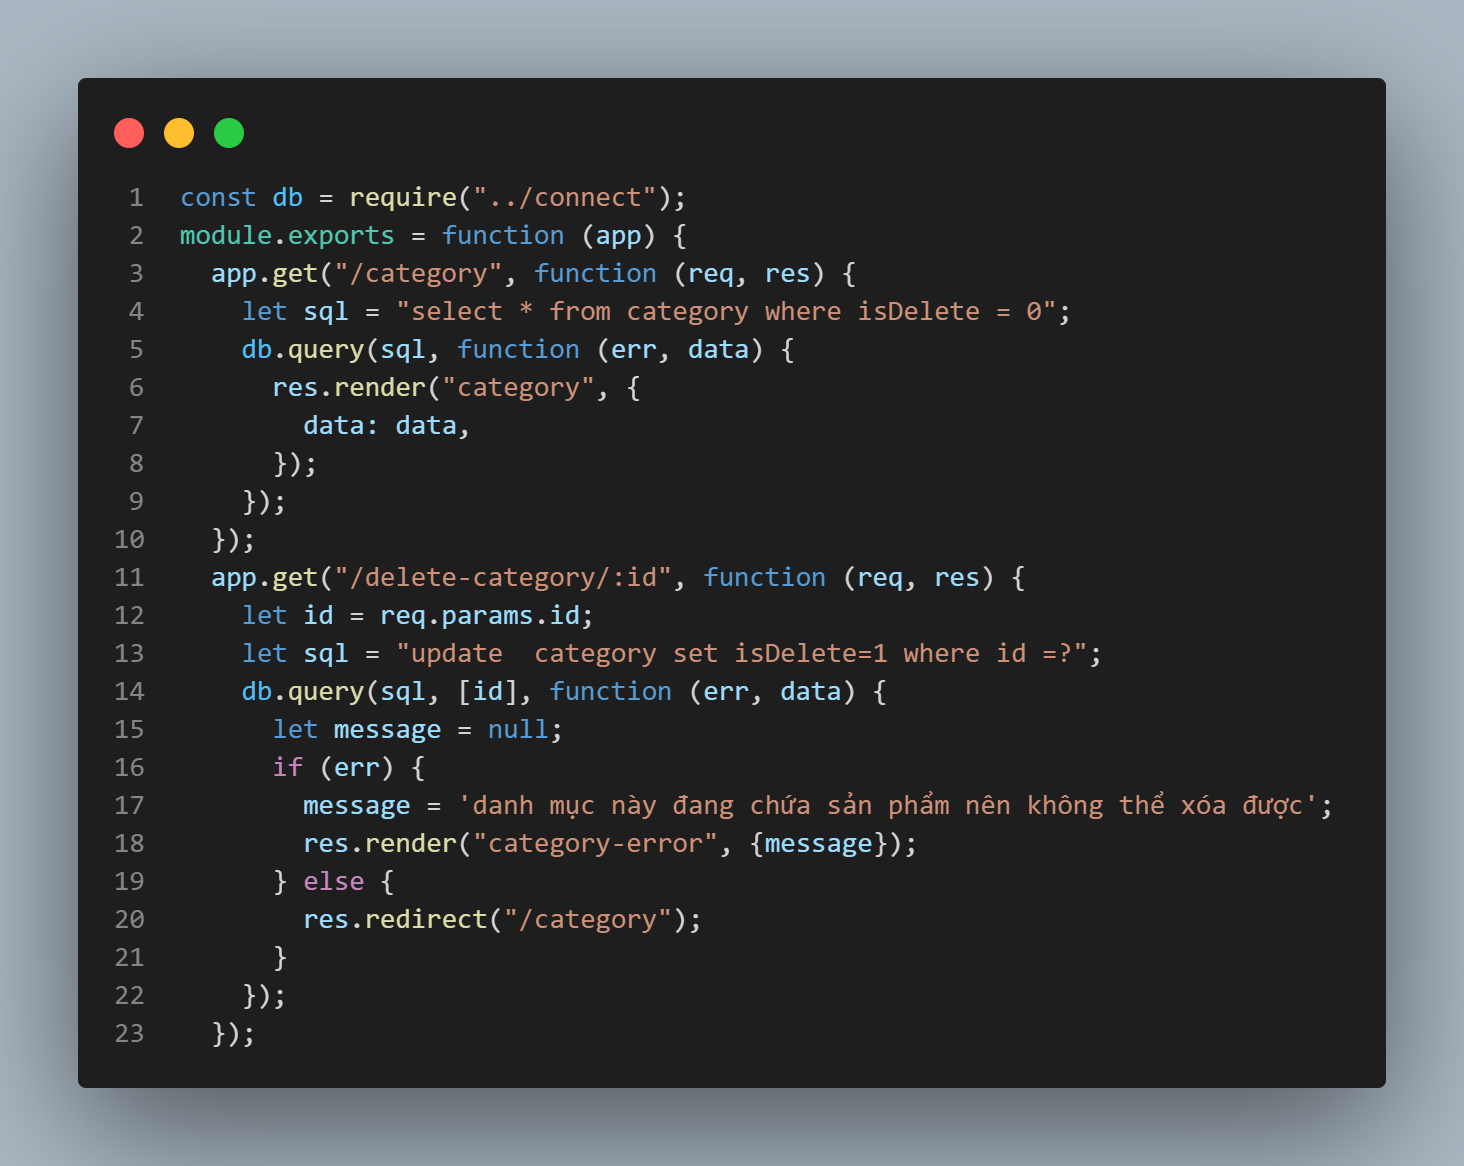 1 const db = require("../connect");
2 module.exports = function (app) {
3   app.get("/category", function (req, res) {
4     let sql = "select * from category where isDelete = 0";
5     db.query(sql, function (err, data) {
6       res.render("category", {
7         data: data,
8       });
9     });
10   });
11   app.get("/delete-category/:id", function (req, res) {
12     let id = req.params.id;
13     let sql = "update  category set isDelete=1 where id =?";
14     db.query(sql, [id], function (err, data) {
15       let message = null;
16       if (err) {
17         message = 'danh mục này đang chứa sản phẩm nên không thể xóa được';
18         res.render("category-error", {message});
19       } else {
20         res.redirect("/category");
21       }
22     });
23   });